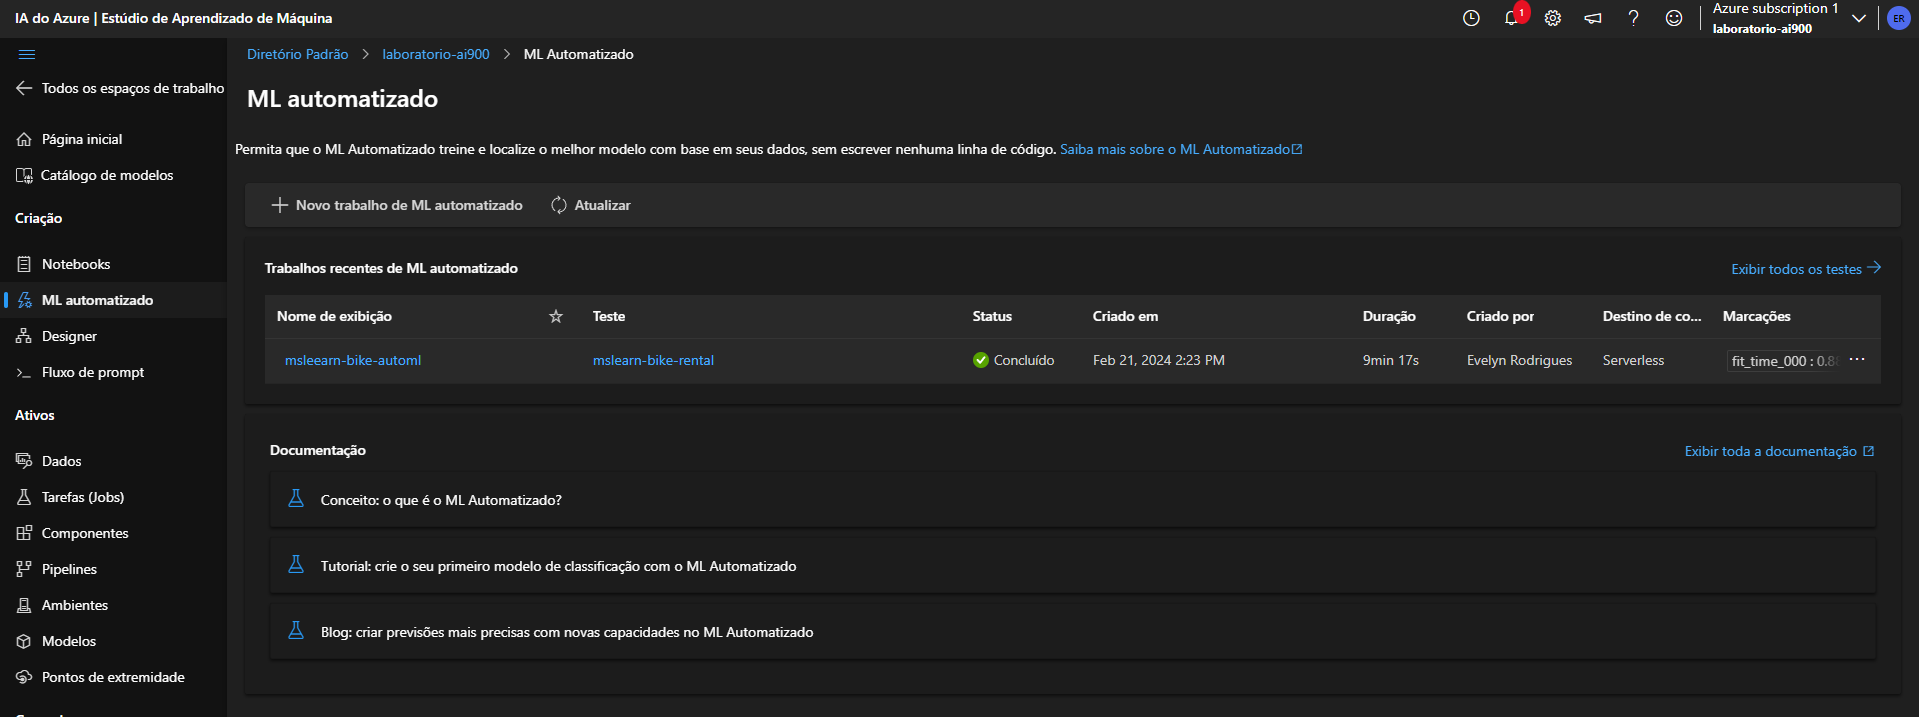 IA do Azure | Estúdio de Aprendizado de Máquina
1
Azure subscription 1
laboratorio-ai900
ER
Todos os espaços de trabalho
Página inicial
Catálogo de modelos
Criação
Notebooks
ML automatizado
Designer
Fluxo de prompt
Ativos
Dados
Tarefas (Jobs)
Componentes
Pipelines
Ambientes
Modelos
Pontos de extremidade
Diretório Padrão > laboratorio-ai900 > ML Automatizado
ML automatizado
Permita que o ML Automatizado treine e localize o melhor modelo com base em seus dados, sem escrever nenhuma linha de código. Saiba mais sobre o ML Automatizado
Novo trabalho de ML automatizado Atualizar
Trabalhos recentes de ML automatizado
Exibir todos os testes
Nome de exibição Teste Status Criado em Duração Criado por Destino de co... Marcações
msleearn-bike-automl mslearn-bike-rental Concluído Feb 21, 2024 2:23 PM 9min 17s Evelyn Rodrigues Serverless fit_time_000 : 0.8 ...
Documentação
Exibir toda a documentação
Conceito: o que é o ML Automatizado?
Tutorial: crie o seu primeiro modelo de classificação com o ML Automatizado
Blog: criar previsões mais precisas com novas capacidades no ML Automatizado